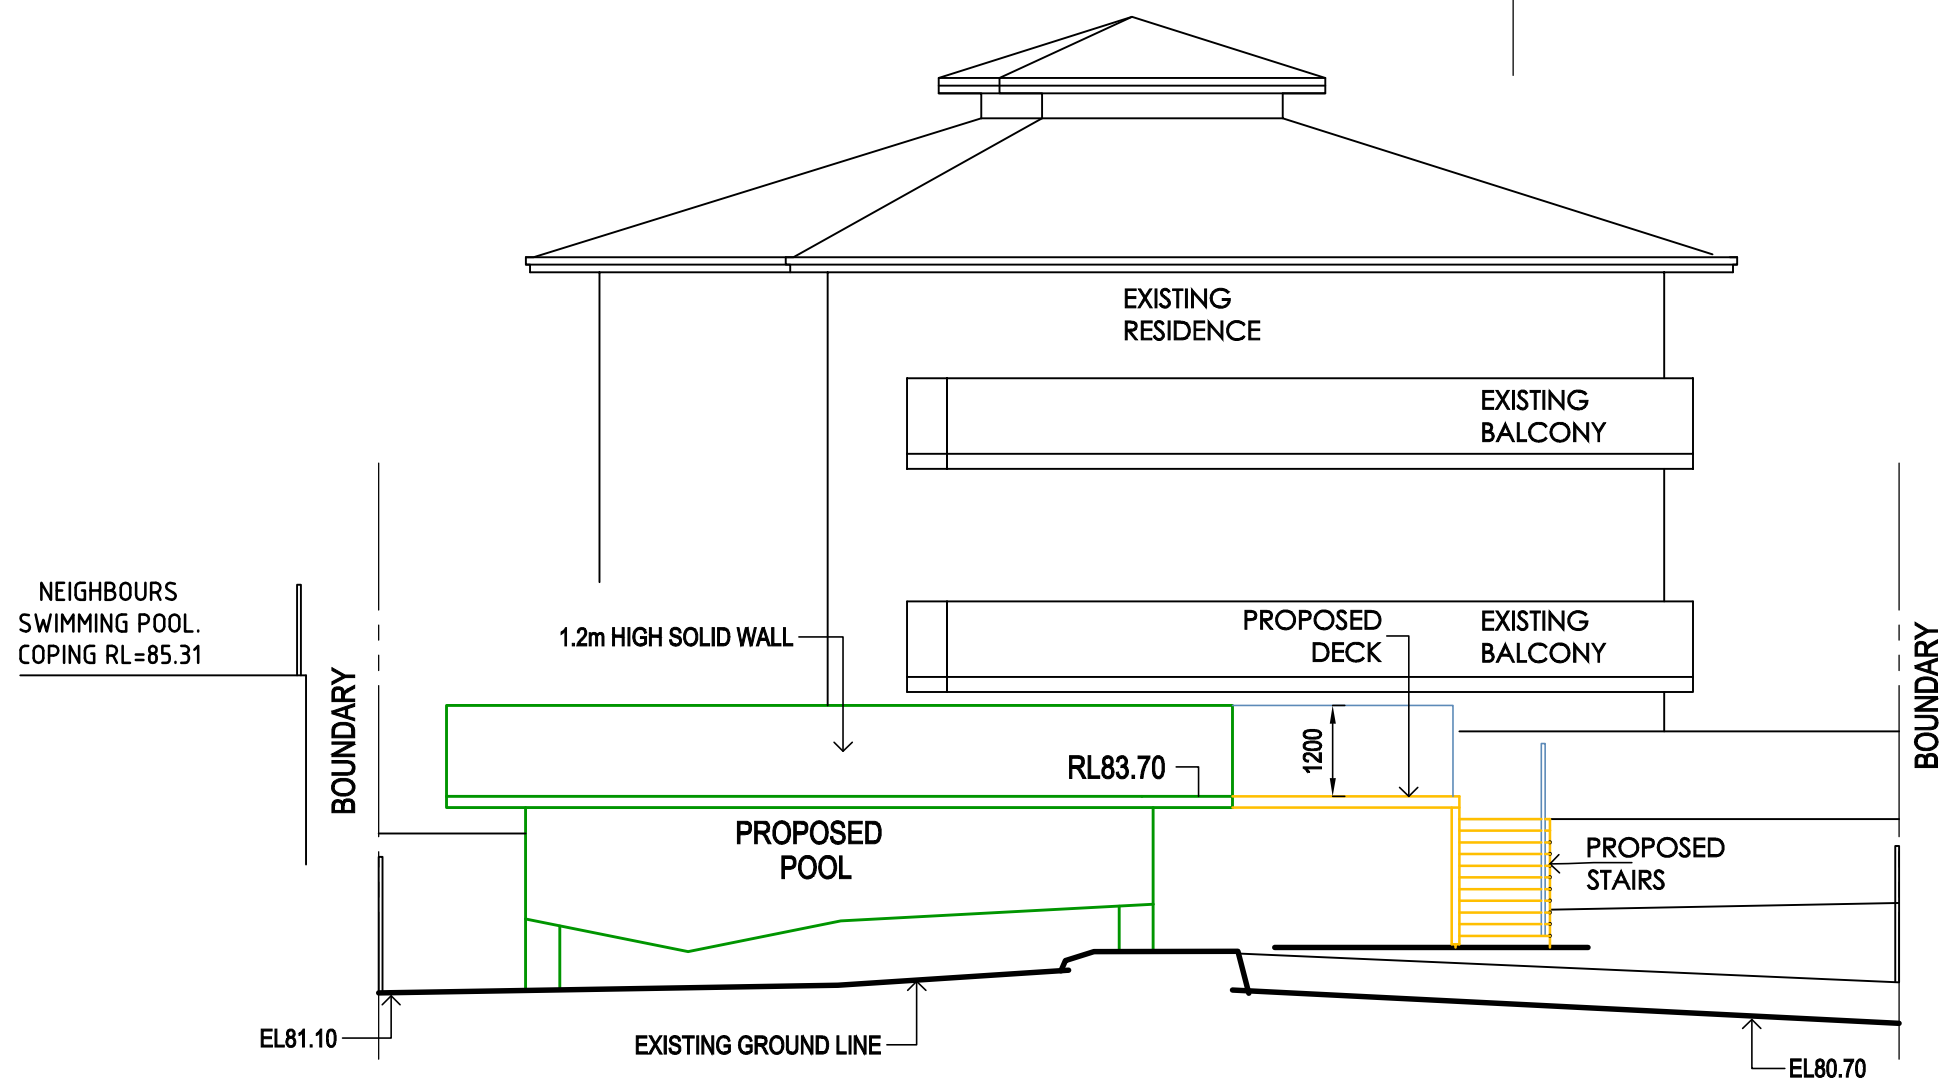 EXISTING
RESIDENCE
EXISTING
BALCONY
NEIGHBOURS
SWIMMING POOL.
COPING RL=85.31
1.2m HIGH SOLID WALL
PROPOSED
DECK
EXISTING
BALCONY
BOUNDARY
BOUNDARY
1200
RL83.70
PROPOSED
POOL
PROPOSED
STAIRS
EL81.10
EXISTING GROUND LINE
EL80.70